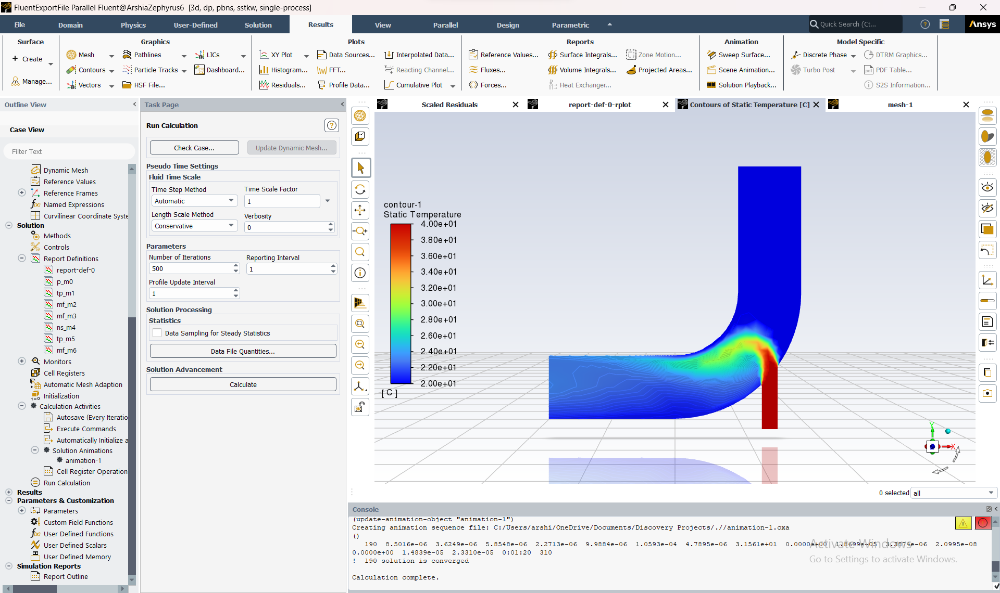 FluentExportFile Parallel Fluent@ArshiaZephyrus6 [3d, dp, pbns, sstkw, single-process]
File Domain Physics User-Defined Solution Results View Parallel Design Parametric Quick Search (Ct... Ansys
Surface Graphics Plots Reports Animation Model Specific
Create Mesh Pathlines LICs XY Plot Data Sources... Interpolated Data... Reference Values... Surface Integrals... Zone Motion... Sweep Surface... Discrete Phase DTRM Graphics...
Contours Particle Tracks Dashboard... Histogram... FFT... Reacting Channel... Fluxes... Volume Integrals... Projected Areas... Scene Animation... Turbo Post PDF Table...
Manage... Vectors HSF File... Residuals... Profile Data... Cumulative Plot Forces... Heat Exchanger... Solution Playback... S2S Information...
Outline View
Case View
Filter Text
Dynamic Mesh
Reference Values
Reference Frames
Named Expressions
Curvilinear Coordinate Syste
Solution
Methods
Controls
Report Definitions
report-def-0
p_m0
tp_m1
mf_m2
mf_m3
ns_m4
tp_m5
mf_m6
Monitors
Cell Registers
Automatic Mesh Adaption
t=0 Initialization
Calculation Activities
Autosave (Every Iteratio
Execute Commands
Automatically Initialize a
Solution Animations
animation-1
Cell Register Operation
Run Calculation
Results
Parameters & Customization
Parameters
Custom Field Functions
User Defined Functions
User Defined Scalars
User Defined Memory
Simulation Reports
Report Outline
Task Page
Run Calculation
Check Case... Update Dynamic Mesh...
Pseudo Time Settings
Fluid Time Scale
Time Step Method Time Scale Factor
Automatic 1
Length Scale Method Verbosity
Conservative 0
Parameters
Number of Iterations Reporting Interval
500 1
Profile Update Interval
1
Solution Processing
Statistics
Data Sampling for Steady Statistics
Data File Quantities...
Solution Advancement
Calculate
Scaled Residuals report-def-0-rplot Contours of Static Temperature [C] mesh-1
contour-1
Static Temperature
4.00e+01
3.80e+01
3.60e+01
3.40e+01
3.20e+01
3.00e+01
2.80e+01
2.60e+01
2.40e+01
2.20e+01
2.00e+01
[ C ]
Y
Z X
0 selected all
Console
(update-animation-object "animation-1")
Creating animation sequence file: C:/Users/arshi/OneDrive/Documents/Discovery Projects/.//animation-1.cxa
()
190 8.5016e-06 3.6249e-06 5.8548e-06 2.2713e-06 9.9884e-06 1.0593e-04 4.7895e-06 3.1561e+01 0.0000e+00 1.8699e-05 3.3874e-06 2.0995e-08
0.0000e+00 1.4839e-05 2.3310e-05 0:01:20 310
! 190 solution is converged
Calculation complete.
Activate Windows
Go to Settings to activate Windows.